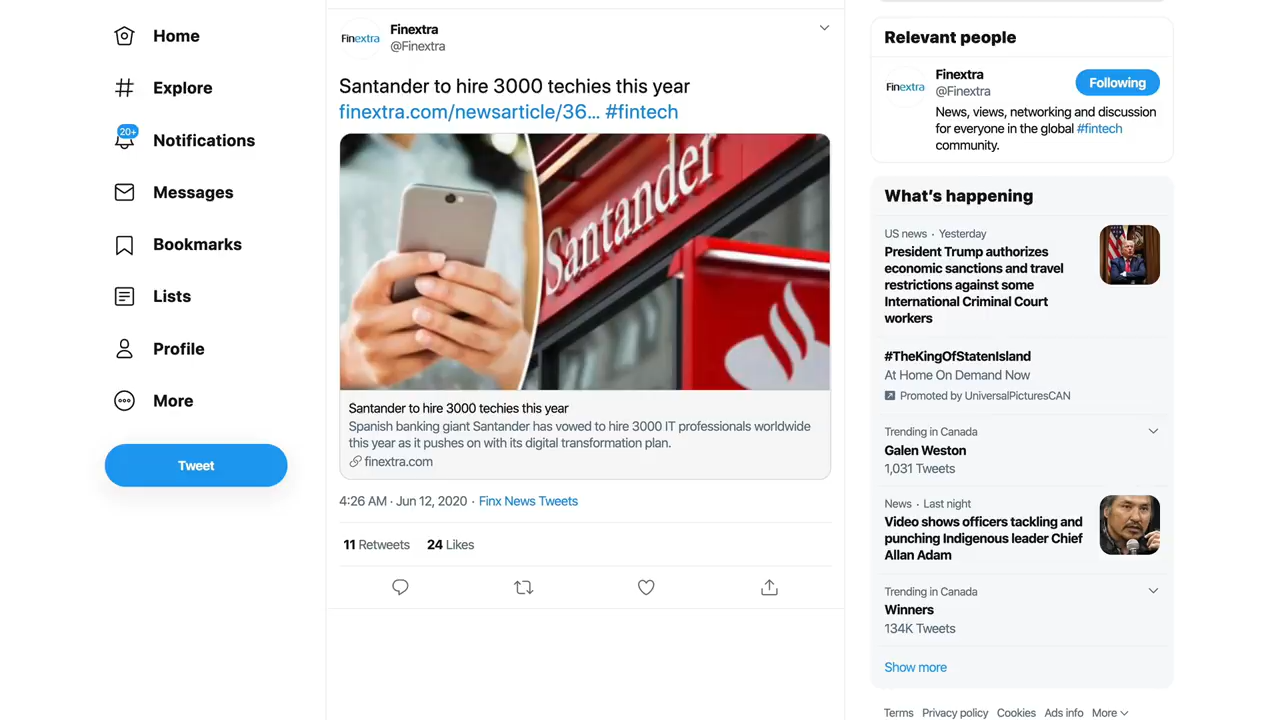 Home
Explore
20+
Notifications
Messages
Bookmarks
Lists
Profile
More
Tweet
Finextra
Finextra
@Finextra
Santander to hire 3000 techies this year
finextra.com/newsarticle/36... #fintech
Santander
Santander to hire 3000 techies this year
Spanish banking giant Santander has vowed to hire 3000 IT professionals worldwide
this year as it pushes on with its digital transformation plan.
finextra.com
4:26 AM · Jun 12, 2020 · Finx News Tweets
11 Retweets 24 Likes
Relevant people
Finextra
Finextra
@Finextra
Following
News, views, networking and discussion
for everyone in the global #fintech
community.
What's happening
US news · Yesterday
President Trump authorizes
economic sanctions and travel
restrictions against some
International Criminal Court
workers
#TheKingOfStatenIsland
At Home On Demand Now
Promoted by UniversalPicturesCAN
Trending in Canada
Galen Weston
1,031 Tweets
News · Last night
Video shows officers tackling and
punching Indigenous leader Chief
Allan Adam
Trending in Canada
Winners
134K Tweets
Show more
Terms Privacy policy Cookies Ads info More